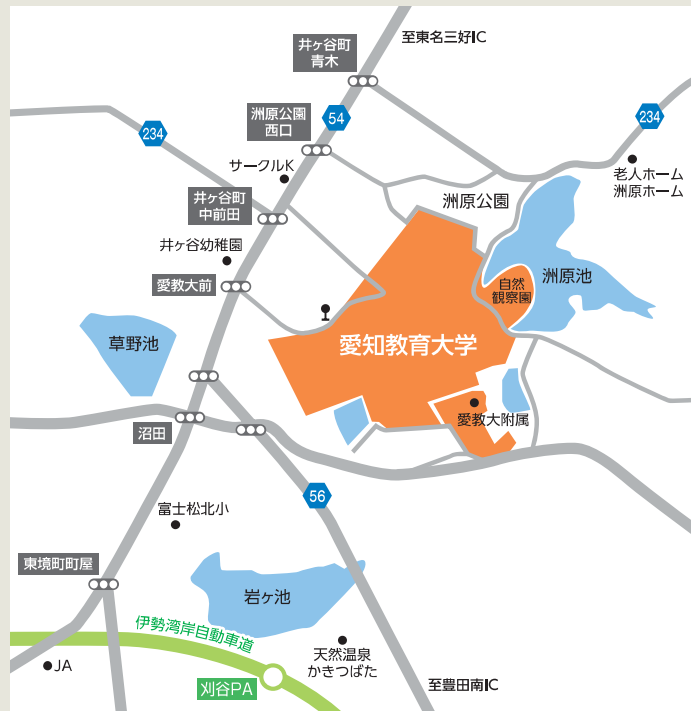 至東名三好IC
井ヶ谷町
青木
54
洲原公園
西口
234
234
サークルK
老人ホーム
洲原ホーム
洲原公園
井ヶ谷町
中前田
井ヶ谷幼稚園
自然
観察園
洲原池
愛教大前
草野池
愛知教育大学
愛教大附属
沼田
56
富士松北小
東境町町屋
岩ヶ池
伊勢湾岸自動車道
天然温泉
かきつばた
JA
刈谷PA
至豊田南IC